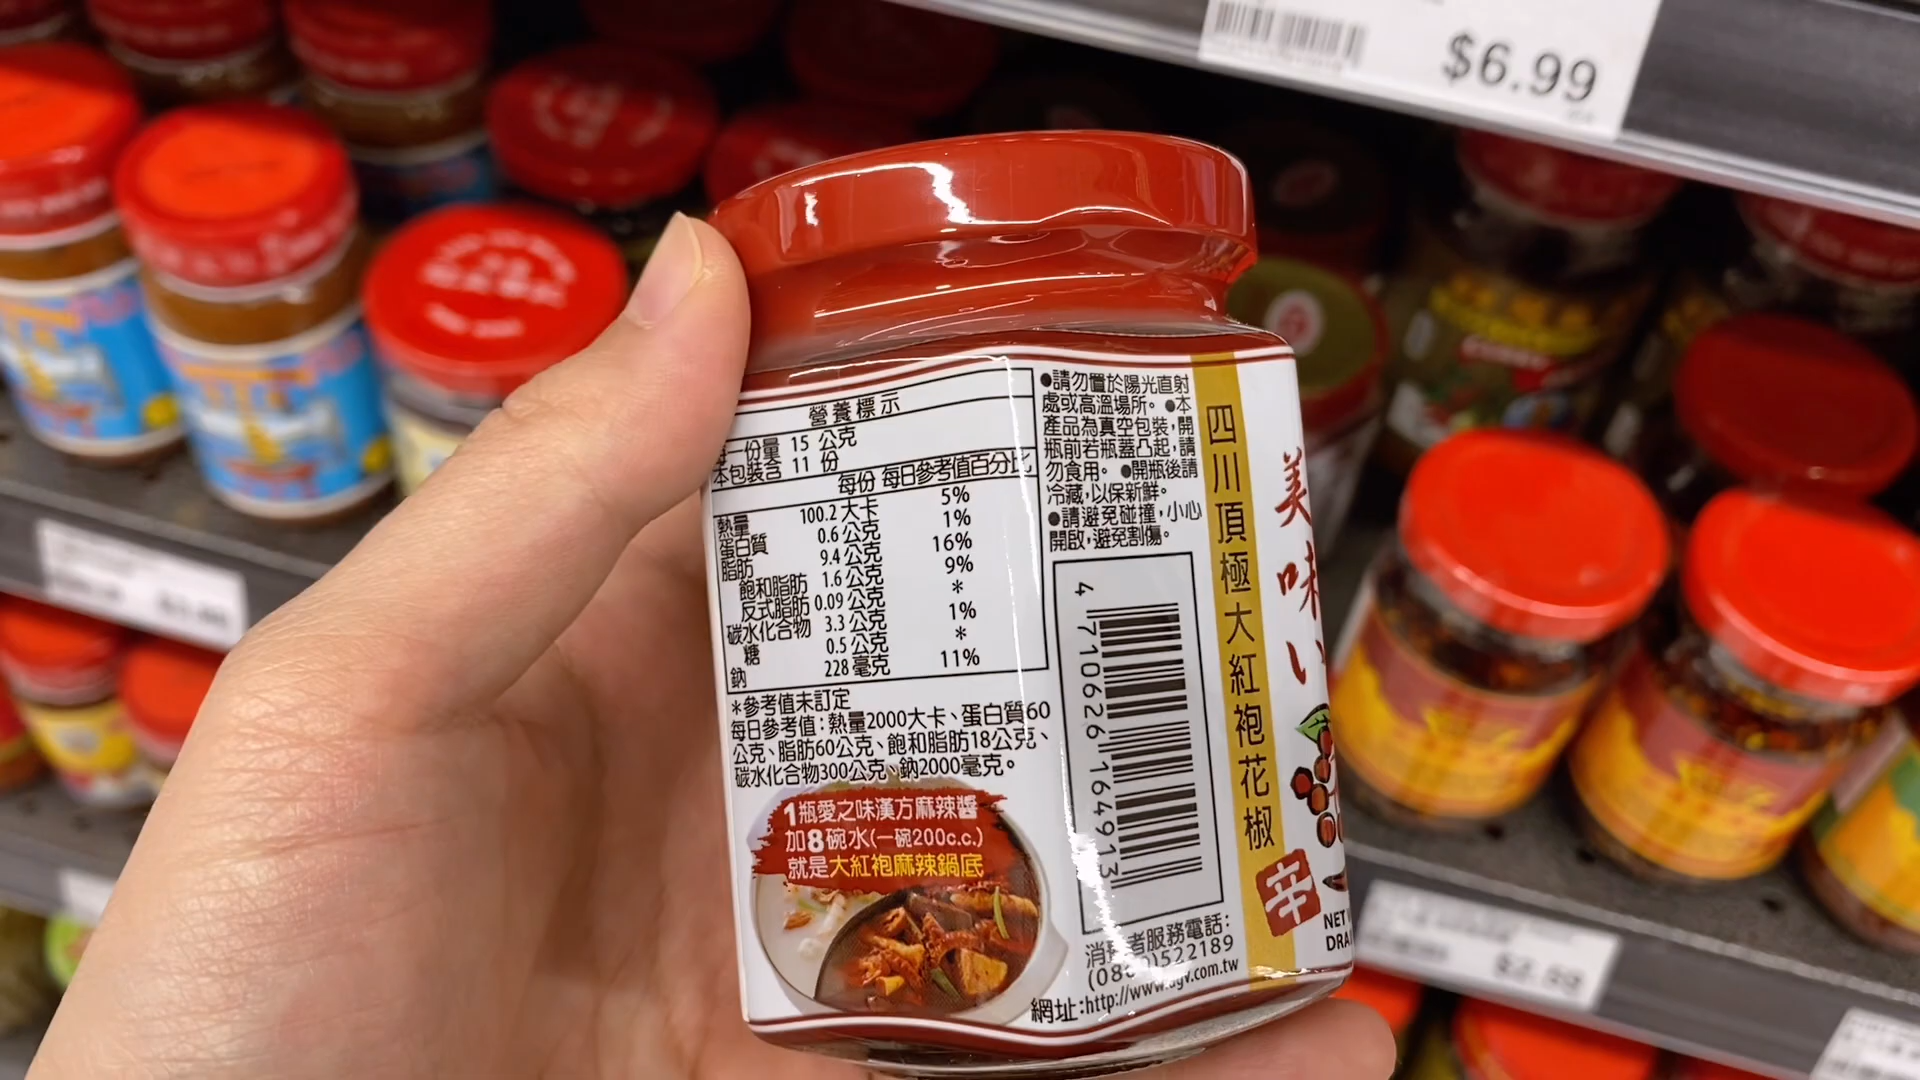 $6.99
營養標示
每一份量 15 公克
本包裝含 11 份
每份 每日參考值百分比
熱量 100.2 大卡 5%
蛋白質 0.6 公克 1%
脂肪 9.4 公克 16%
飽和脂肪 1.6 公克 9%
反式脂肪 0.09 公克 *
碳水化合物 3.3 公克 1%
糖 0.5 公克 *
鈉 228 毫克 11%
*參考值未訂定
每日參考值:熱量2000大卡、蛋白質60
公克、脂肪60公克、飽和脂肪18公克、
碳水化合物300公克、鈉2000毫克。
1瓶愛之味漢方麻辣醬
加8碗水(一碗200c.c.)
就是大紅袍麻辣鍋底
●請勿置於陽光直射
處或高溫場所。●本
產品為真空包裝,開
瓶前若瓶蓋凸起,請
勿食用。●開瓶後請
冷藏,以保新鮮。
●請避免碰撞,小心
開啟,避免割傷。
4 710626 164913
消費者服務電話:
(0800)522189
網址:http://www.agv.com.tw
四川頂極大紅袍花椒
辛
美味い
NET
$2.59